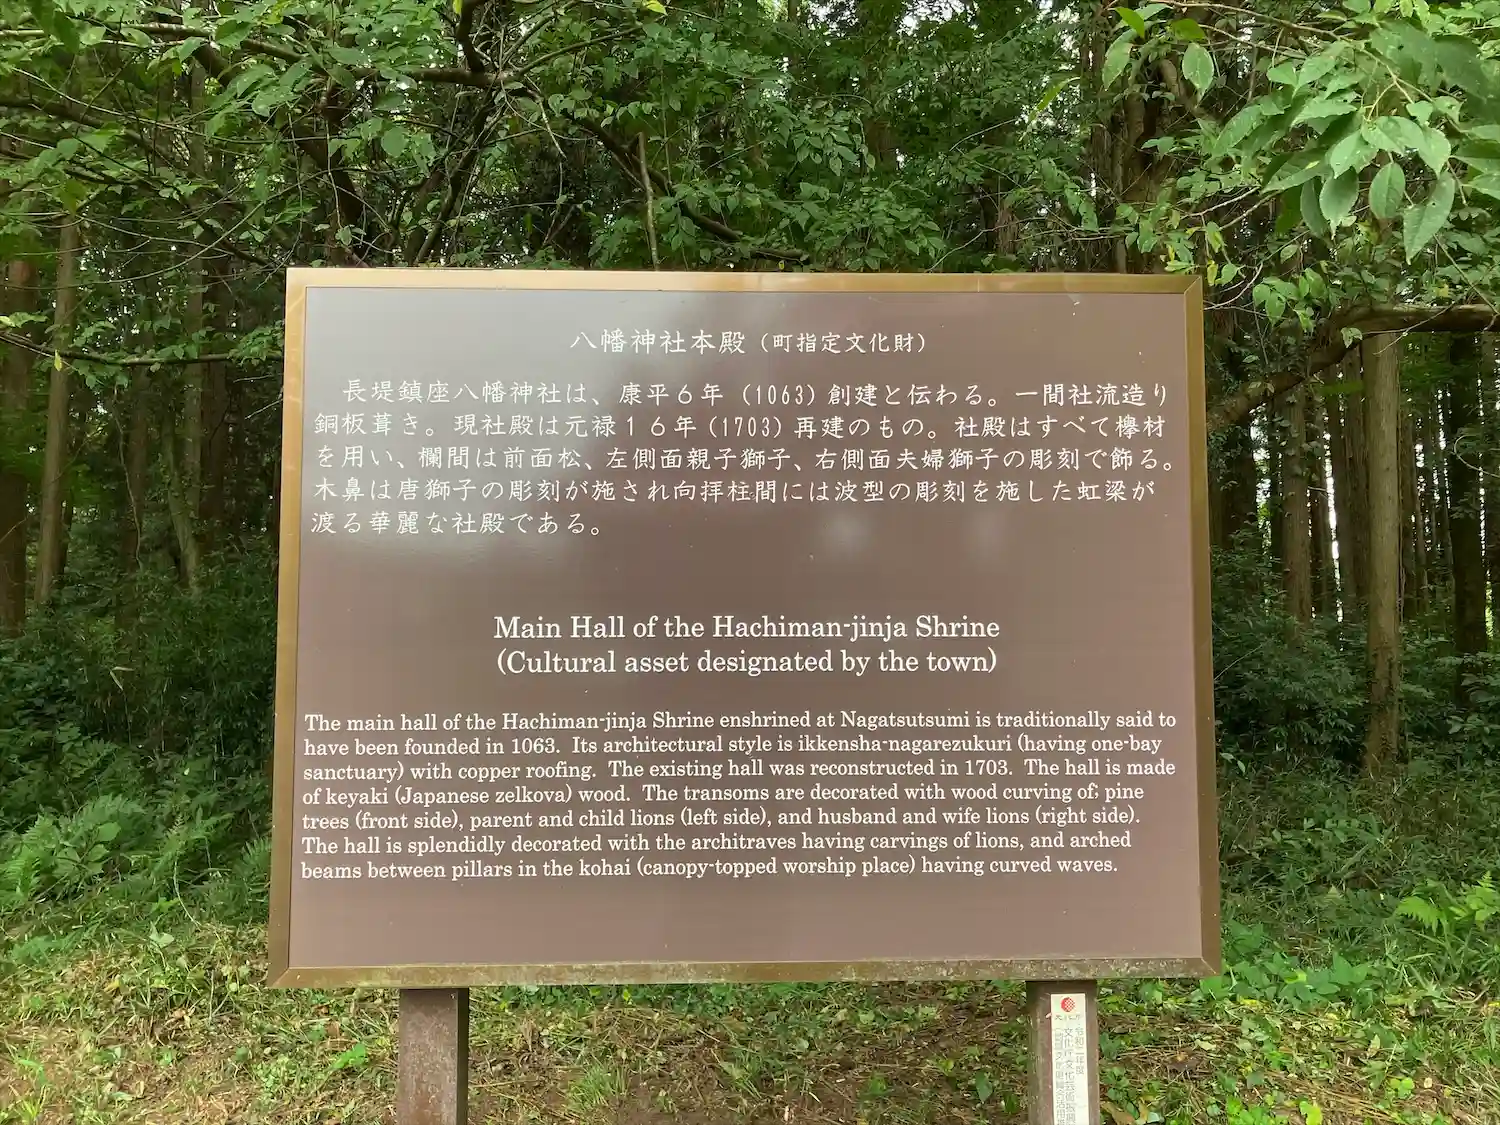 八幡神社本殿（町指定文化財）
長堤鎮座八幡神社は、康平６年（1063）創建と伝わる。一間社流造り
銅板葺き。現社殿は元禄１６年（1703）再建のもの。社殿はすべて欅材
を用い、欄間は前面松、左側面親子獅子、右側面夫婦獅子の彫刻で飾る。
木鼻は唐獅子の彫刻が施され向拝柱間には波型の彫刻を施した虹梁が
渡る華麗な社殿である。
Main Hall of the Hachiman-jinja Shrine
(Cultural asset designated by the town)
The main hall of the Hachiman-jinja Shrine enshrined at Nagatsutsumi is traditionally said to
have been founded in 1063. Its architectural style is ikkensha-nagarezukuri (having one-bay
sanctuary) with copper roofing. The existing hall was reconstructed in 1703. The hall is made
of keyaki (Japanese zelkova) wood. The transoms are decorated with wood curving of; pine
trees (front side), parent and child lions (left side), and husband and wife lions (right side).
The hall is splendidly decorated with the architraves having carvings of lions, and arched
beams between pillars in the kohai (canopy-topped worship place) having curved waves.
文化庁
令和二年度